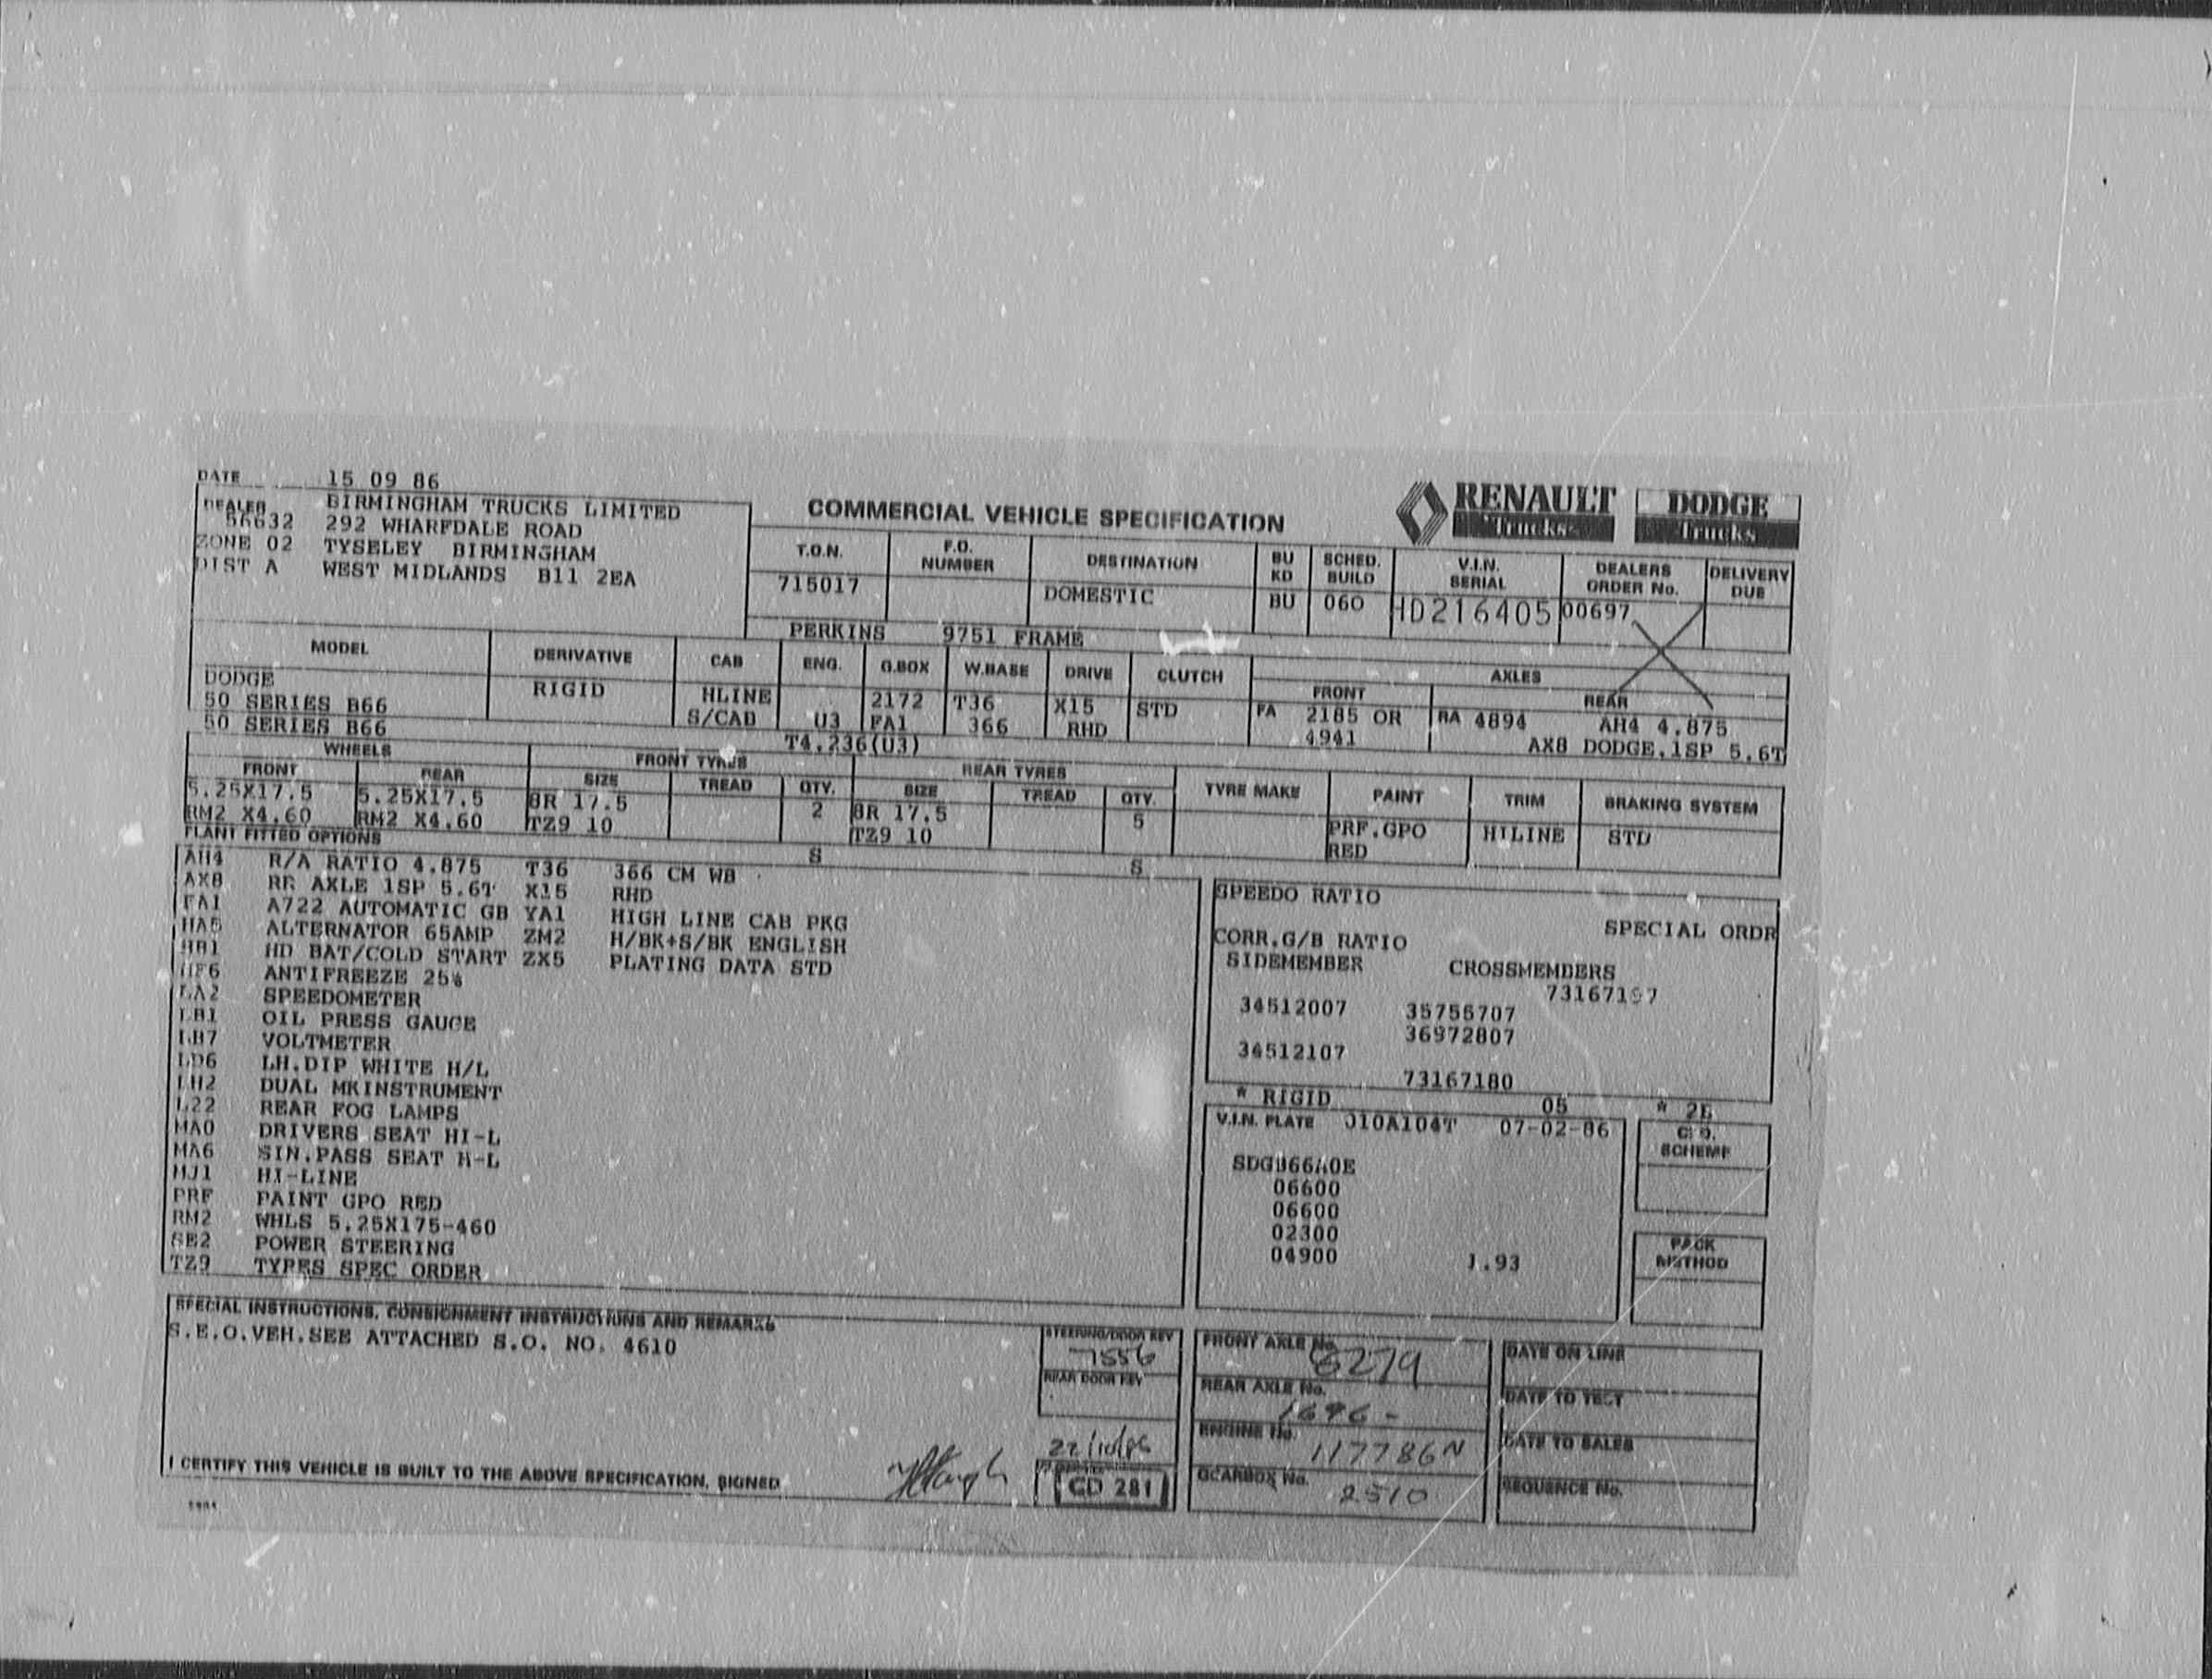 DATE 15 09 86
DEALER BIRMINGHAM TRUCKS LIMITED
56632 292 WHARFDALE ROAD
ZONE 02 TYSELEY BIRMINGHAM
DIST A WEST MIDLANDS B11 2EA
COMMERCIAL VEHICLE SPECIFICATION
RENAULT Trucks
DODGE Trucks
T.O.N. F.O. NUMBER DESTINATION BU KD SCHED. BUILD V.I.N. SERIAL DEALERS ORDER No. DELIVERY DUE
715017 DOMESTIC BU 060 HD216405 00697
PERKINS 9751 FRAME
MODEL DERIVATIVE CAB ENG. G.BOX W.BASE DRIVE CLUTCH AXLES
FRONT REAR
DODGE
50 SERIES B66 RIGID HLINE 2172 T36 X15 STD FA 2185 OR RA 4894 AH4 4.875
50 SERIES B66 S/CAB U3 FA1 366 RHD 4941 AX8 DODGE,1SP 5.6T
T4.236(U3)
WHEELS FRONT TYRES REAR TYRES TYRE MAKE PAINT TRIM BRAKING SYSTEM
FRONT REAR SIZE TREAD QTY. SIZE TREAD QTY.
5.25X17.5 5.25X17.5 8R 17.5 2 8R 17.5 5 PRF.GPO HILINE STD
RM2 X4.60 RM2 X4.60 TZ9 10 TZ9 10 RED
PLANT FITTED OPTIONS S S
AH4 R/A RATIO 4.875 T36 366 CM WB
AX8 RR AXLE 1SP 5.6T X15 RHD
FA1 A722 AUTOMATIC GB YA1 HIGH LINE CAB PKG
HA5 ALTERNATOR 65AMP ZM2 H/BK+S/BK ENGLISH
HB1 HD BAT/COLD START ZX5 PLATING DATA STD
HF6 ANTIFREEZE 25%
LA2 SPEEDOMETER
LB1 OIL PRESS GAUGE
LB7 VOLTMETER
LD6 LH.DIP WHITE H/L
LH2 DUAL MKINSTRUMENT
L22 REAR FOG LAMPS
MA0 DRIVERS SEAT HI-L
MA6 SIN.PASS SEAT H-L
MJ1 HI-LINE
PRF PAINT GPO RED
RM2 WHLS 5.25X175-460
SE2 POWER STEERING
TZ9 TYPES SPEC ORDER
SPEEDO RATIO
SPECIAL ORDR
CORR.G/B RATIO
SIDEMEMBER CROSSMEMBERS
73167197
34512007 35755707
36972807
34512107
73167180
* RIGID 05 * 2E
V.I.N. PLATE 010A104T 07-02-86
SDGB66A0E
06600
06600
02300
04900 1.93
SCHEME
PACK METHOD
SPECIAL INSTRUCTIONS, CONSIGNMENT INSTRUCTIONS AND REMARKS
S.E.O.VEH.SEE ATTACHED S.O. NO. 4610
STEERING/DOOR KEY
7556
REAR DOOR KEY
22/10/86
CD 281
FRONT AXLE No. 6279
REAR AXLE No. 1696 -
ENGINE No. 117786N
GEARBOX No. 2510
DATE ON LINE
DATE TO TEST
DATE TO SALES
SEQUENCE No.
I CERTIFY THIS VEHICLE IS BUILT TO THE ABOVE SPECIFICATION, SIGNED